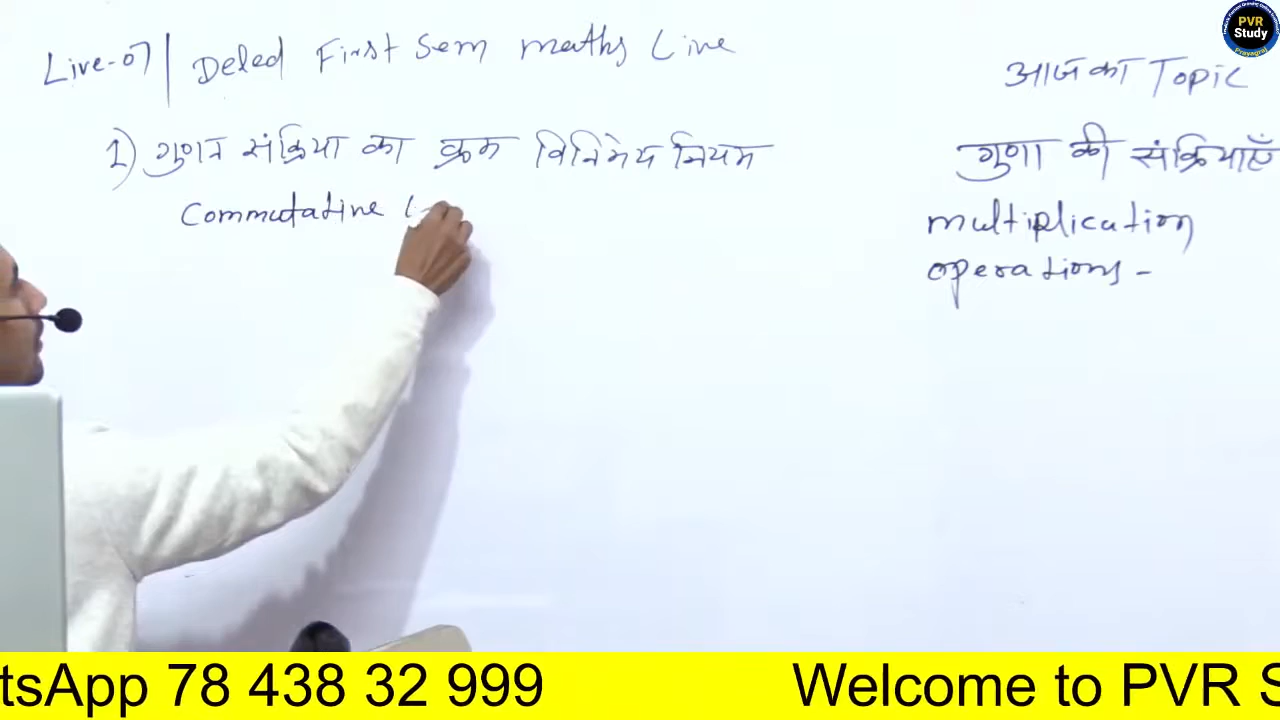 Live-07 | Deled First Sem maths Live
आज का Topic
1) गुणन संक्रिया का क्रम विनिमेय नियम
Commutative
गुणा की संक्रियाएँ
multiplication
operations -
PVR
Study
Prayagraj
tsApp 78 438 32 999
Welcome to PVR S